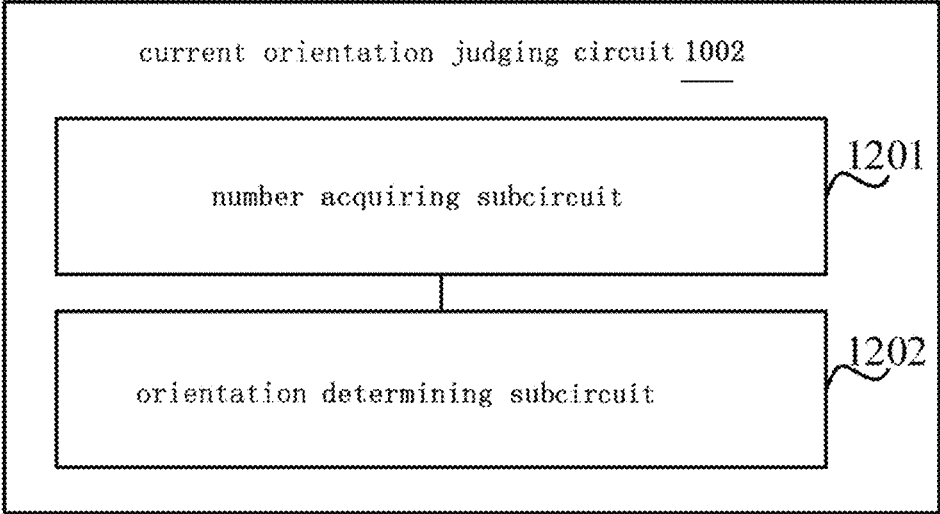 current orientation judging circuit 1002
1201
number acquiring subcircuit
1202
orientation determining subcircuit